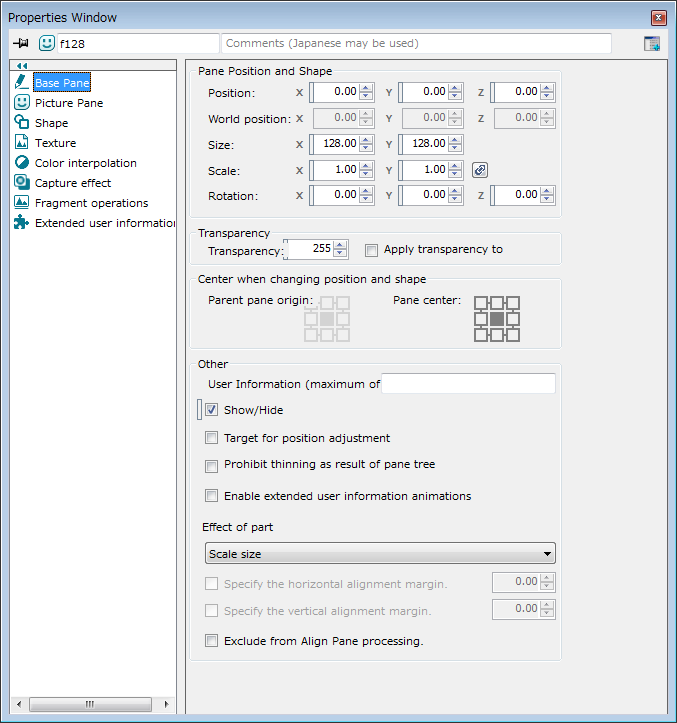 Properties Window
f128 Comments (Japanese may be used)
Base Pane
Picture Pane
Shape
Texture
Color interpolation
Capture effect
Fragment operations
Extended user information
Pane Position and Shape
Position: X 0.00 Y 0.00 Z 0.00
World position: X 0.00 Y 0.00 Z 0.00
Size: X 128.00 Y 128.00
Scale: X 1.00 Y 1.00
Rotation: X 0.00 Y 0.00 Z 0.00
Transparency
Transparency: 255 Apply transparency to
Center when changing position and shape
Parent pane origin: Pane center:
Other
User Information (maximum of
Show/Hide
Target for position adjustment
Prohibit thinning as result of pane tree
Enable extended user information animations
Effect of part
Scale size
Specify the horizontal alignment margin. 0.00
Specify the vertical alignment margin. 0.00
Exclude from Align Pane processing.